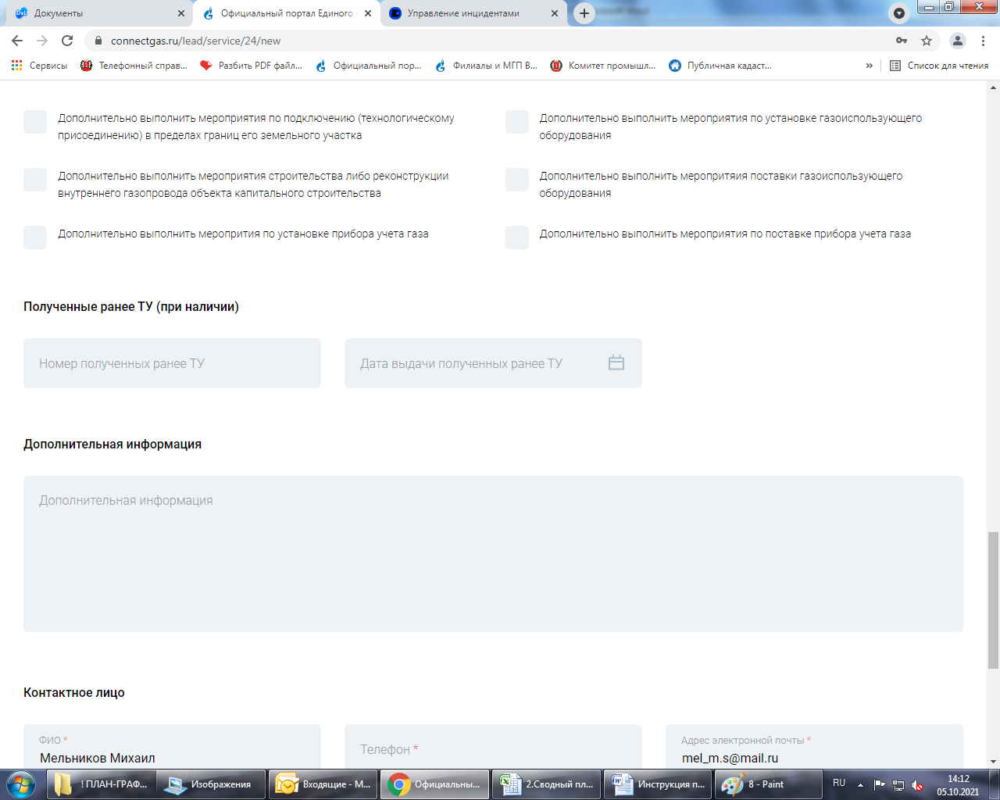 Документы
Официальный портал Единого
Управление инцидентами
connectgas.ru/lead/service/24/new
Сервисы
Телефонный справ...
Разбить PDF файл...
Официальный пор...
Филиалы и МГП В...
Комитет промышл...
Публичная кадаст...
»
Список для чтения
Дополнительно выполнить мероприятия по подключению (технологическому
присоединению) в пределах границ его земельного участка
Дополнительно выполнить мероприятия по установке газоиспользующего
оборудования
Дополнительно выполнить мероприятия строительства либо реконструкции
внутреннего газопровода объекта капитального строительства
Дополнительно выполнить меропритяия поставки газоиспользующего
оборудования
Дополнительно выполнить меропрития по установке прибора учета газа
Дополнительно выполнить мероприятия по поставке прибора учета газа
Полученные ранее ТУ (при наличии)
Номер полученных ранее ТУ
Дата выдачи полученных ранее ТУ
Дополнительная информация
Дополнительная информация
Контактное лицо
ФИО *
Мельников Михаил
Телефон *
Адрес электронной почты *
mel_m.s@mail.ru
! ПЛАН-ГРАФ...
Изображения
Входящие - M...
Официальны...
2.Сводный пл...
Инструкция п...
8 - Paint
RU
14:12
05.10.2021